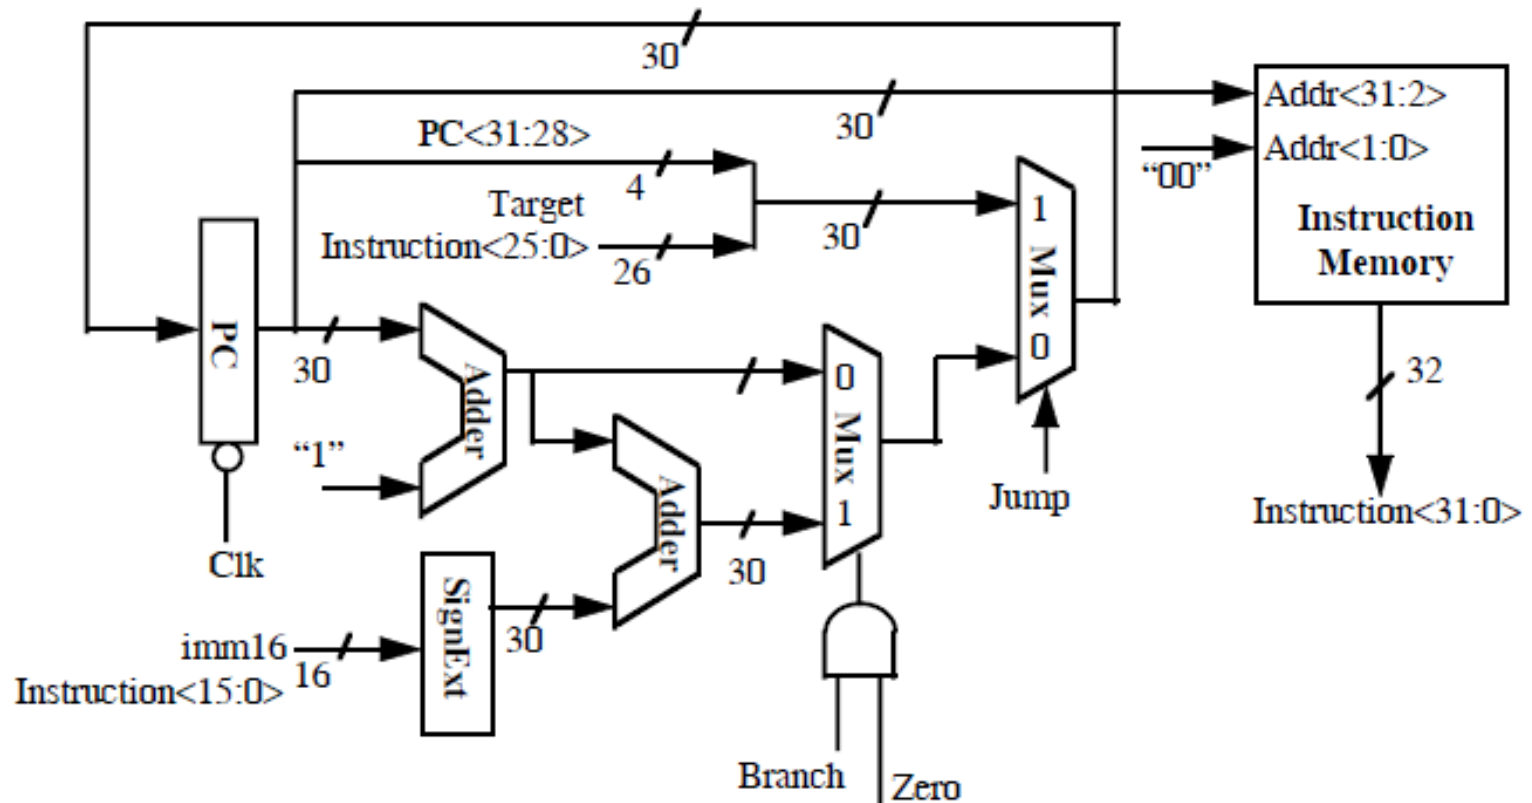 30
30
Addr<31:2>
PC<31:28>
4
“00”
Addr<1:0>
Target
Instruction<25:0>
26
30
1
Mux
0
Instruction
Memory
PC
30
Adder
“1”
0
Mux
1
32
Clk
Adder
30
Jump
Instruction<31:0>
SignExt
30
imm16
16
Instruction<15:0>
Branch
Zero